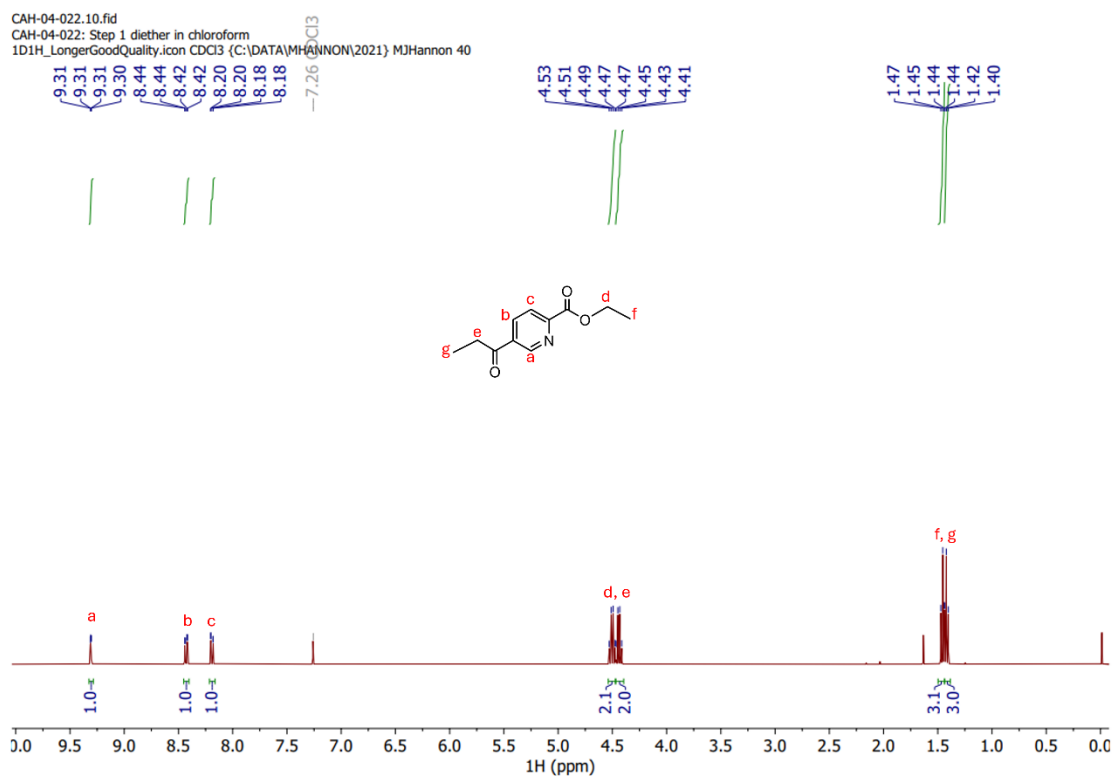 CAH-04-022.10.fid
CAH-04-022: Step 1 diether in chloroform
1D1H_LongerGoodQuality.icon CDCl3 {C:\DATA\MHANNON\2021} MJHannon 40
9.31 9.31 9.31 9.30 8.44 8.44 8.42 8.42 8.20 8.20 8.18 8.18 7.26 CDCl3 4.53 4.51 4.49 4.47 4.47 4.45 4.43 4.41 1.47 1.45 1.44 1.44 1.42 1.40
O
c d
b O f
e
g N
a
O
f, g
d, e
a b c
1.0 1.0 1.0 2.1 2.0 3.1 3.0
0.0 9.5 9.0 8.5 8.0 7.5 7.0 6.5 6.0 5.5 5.0 4.5 4.0 3.5 3.0 2.5 2.0 1.5 1.0 0.5 0.0
1H (ppm)